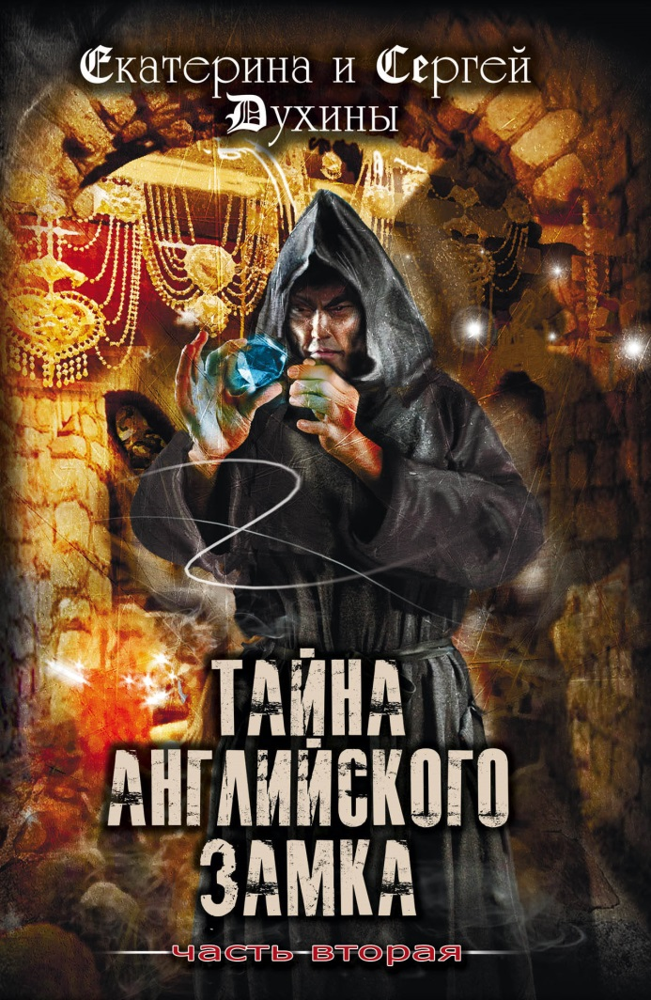 Екатерина и Сергей
Духины
ТАЙНА
АНГЛИЙСКОГО
ЗАМКА
часть вторая